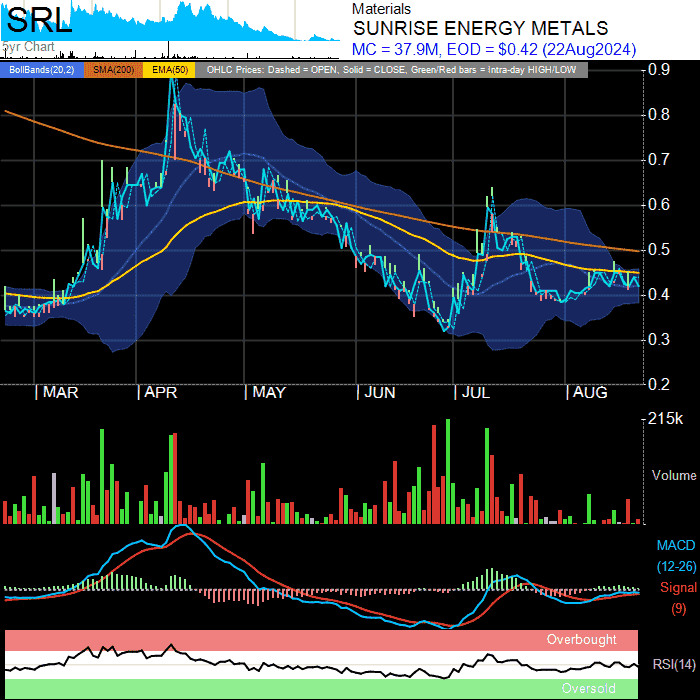 SRL
5yr Chart
Materials
SUNRISE ENERGY METALS
MC = 37.9M, EOD = $0.42 (22Aug2024)
BollBands(20,2) SMA(200) EMA(50) OHLC Prices: Dashed = OPEN, Solid = CLOSE, Green/Red bars = Intra-day HIGH/LOW
0.9
0.8
0.7
0.6
0.5
0.4
0.3
0.2
| MAR | APR | MAY | JUN | JUL | AUG
215k
Volume
MACD
(12-26)
Signal
(9)
Overbought
RSI(14)
Oversold